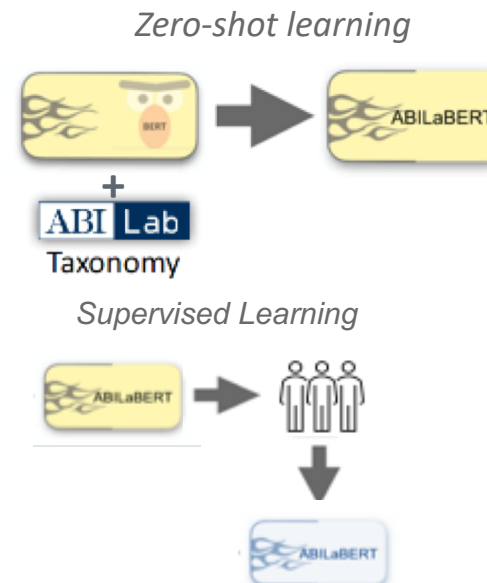 Zero-shot learning
BERT
ABILaBERT
+
ABI Lab
Taxonomy
Supervised Learning
ABILaBERT
ABILaBERT